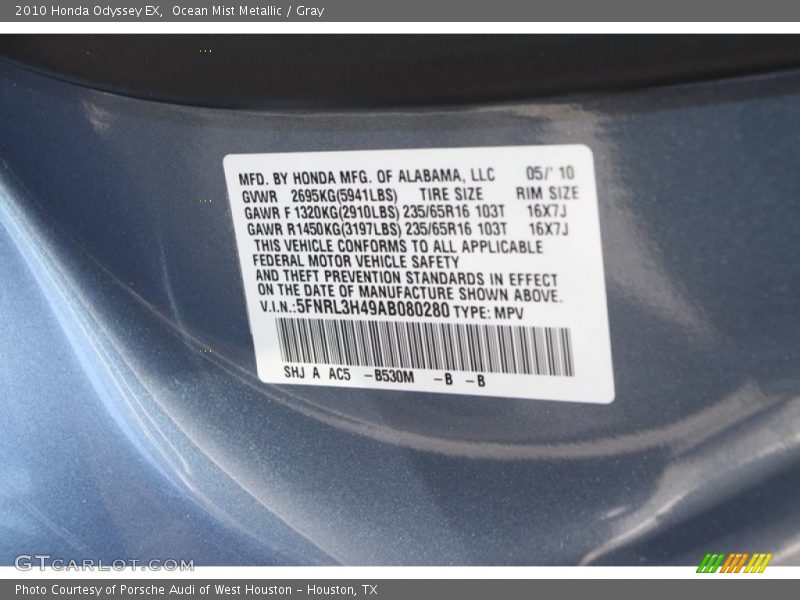 2010 Honda Odyssey EX,  Ocean Mist Metallic / Gray
MFD. BY HONDA MFG. OF ALABAMA, LLC 05/' 10
GVWR 2695KG(5941LBS) TIRE SIZE RIM SIZE
GAWR F 1320KG(2910LBS) 235/65R16 103T 16X7J
GAWR R1450KG(3197LBS) 235/65R16 103T 16X7J
THIS VEHICLE CONFORMS TO ALL APPLICABLE
FEDERAL MOTOR VEHICLE SAFETY
AND THEFT PREVENTION STANDARDS IN EFFECT
ON THE DATE OF MANUFACTURE SHOWN ABOVE.
V.I.N.:5FNRL3H49AB080280 TYPE: MPV
SHJ A AC5 -B530M -B -B
GTCARLOT.COM
Photo Courtesy of Porsche Audi of West Houston - Houston, TX